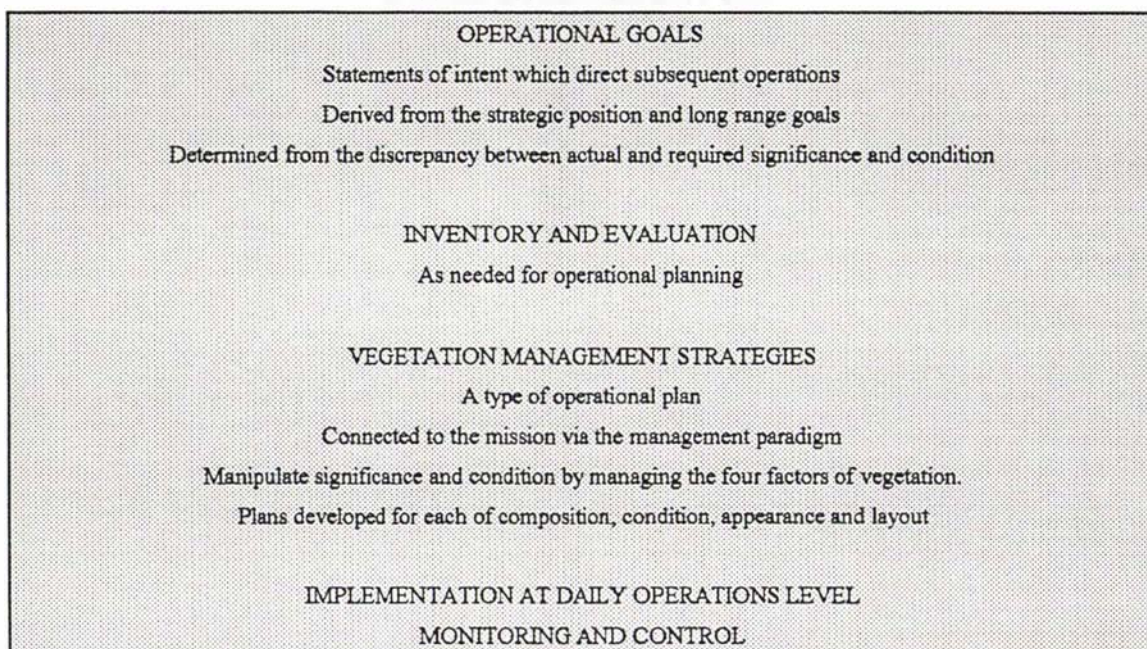 OPERATIONAL GOALS
Statements of intent which direct subsequent operations
Derived from the strategic position and long range goals
Determined from the discrepancy between actual and required significance and condition
INVENTORY AND EVALUATION
As needed for operational planning
VEGETATION MANAGEMENT STRATEGIES
A type of operational plan
Connected to the mission via the management paradigm
Manipulate significance and condition by managing the four factors of vegetation.
Plans developed for each of composition, condition, appearance and layout
IMPLEMENTATION AT DAILY OPERATIONS LEVEL
MONITORING AND CONTROL